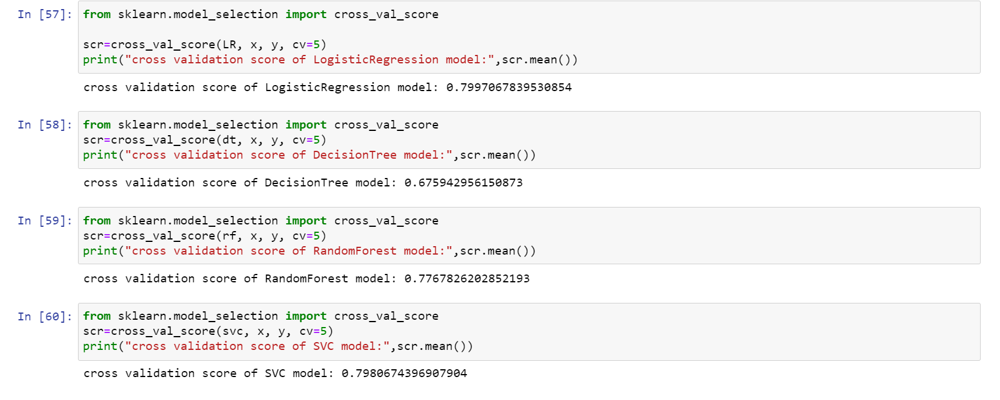 In [57]: from sklearn.model_selection import cross_val_score
scr=cross_val_score(LR, x, y, cv=5)
print("cross validation score of LogisticRegression model:",scr.mean())
cross validation score of LogisticRegression model: 0.7997067839530854
In [58]: from sklearn.model_selection import cross_val_score
scr=cross_val_score(dt, x, y, cv=5)
print("cross validation score of DecisionTree model:",scr.mean())
cross validation score of DecisionTree model: 0.675942956150873
In [59]: from sklearn.model_selection import cross_val_score
scr=cross_val_score(rf, x, y, cv=5)
print("cross validation score of RandomForest model:",scr.mean())
cross validation score of RandomForest model: 0.7767826202852193
In [60]: from sklearn.model_selection import cross_val_score
scr=cross_val_score(svc, x, y, cv=5)
print("cross validation score of SVC model:",scr.mean())
cross validation score of SVC model: 0.7980674396907904